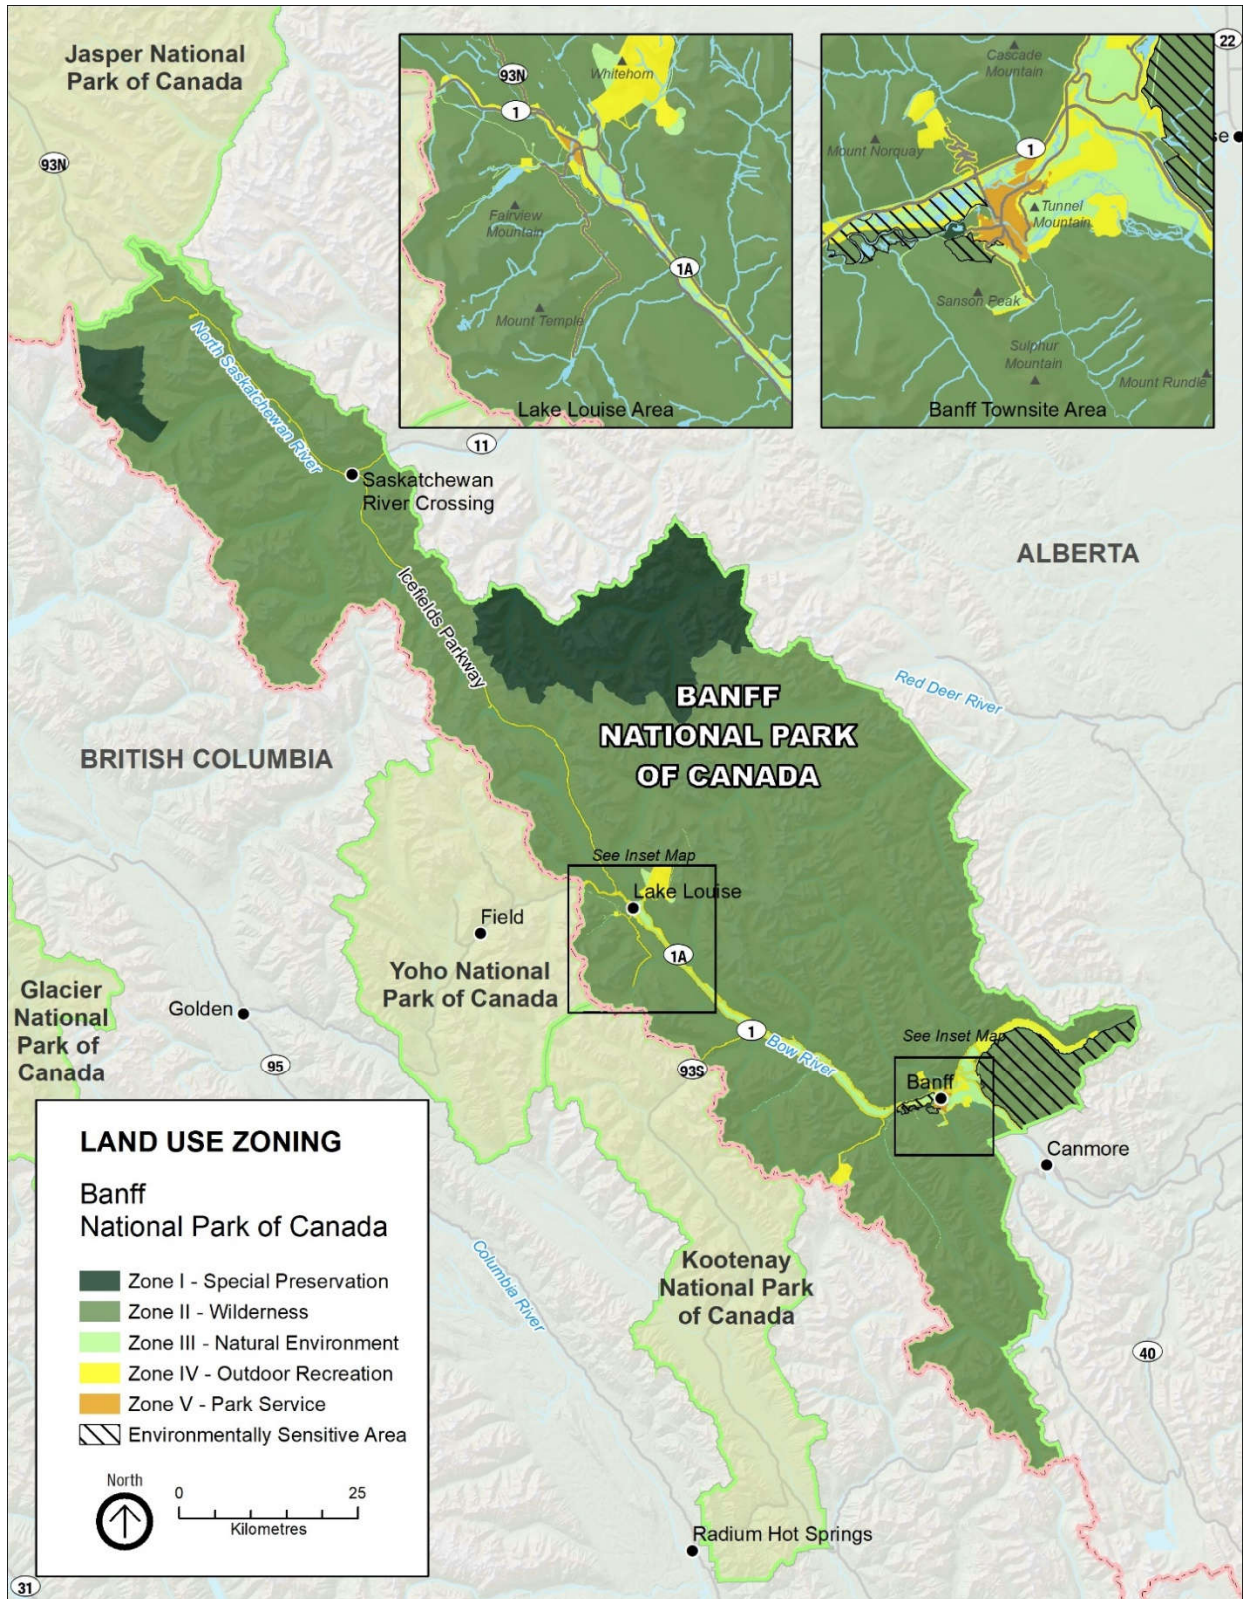 Jasper National
Park of Canada
93N
93N
1
Whitehorn
Fairview
Mountain
Mount Temple
1A
Lake Louise Area
Cascade
Mountain
Mount Norquay
1
Tunnel
Mountain
Sanson Peak
Sulphur
Mountain
Mount Rundle
Banff Townsite Area
22
se
North Saskatchewan River
11
Saskatchewan
River Crossing
Icefields Parkway
ALBERTA
Red Deer River
BANFF
NATIONAL PARK
OF CANADA
BRITISH COLUMBIA
See Inset Map
Lake Louise
Field
1A
Yoho National
Park of Canada
Glacier
National
Park of
Canada
Golden
95
1
Bow River
93S
See Inset Map
Banff
Canmore
Kootenay
National Park
of Canada
Columbia River
40
Radium Hot Springs
31
LAND USE ZONING
Banff
National Park of Canada
Zone I - Special Preservation
Zone II - Wilderness
Zone III - Natural Environment
Zone IV - Outdoor Recreation
Zone V - Park Service
Environmentally Sensitive Area
North
0 25
Kilometres